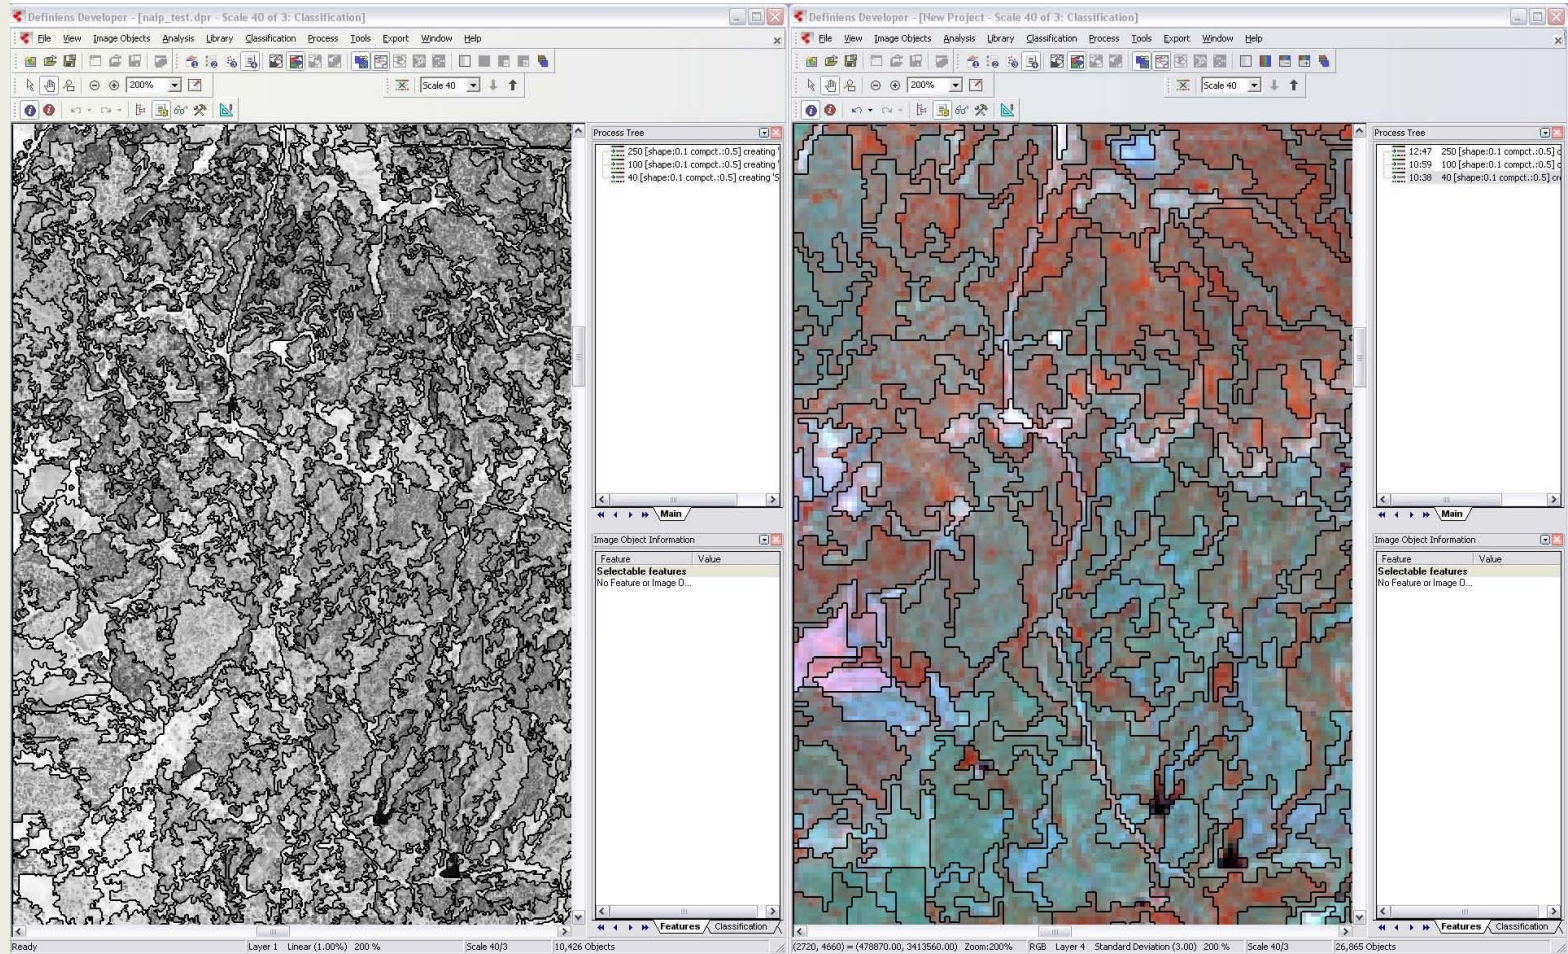 Definiens Developer - [naip_test.dpr - Scale 40 of 3: Classification]
File View Image Objects Analysis Library Classification Process Tools Export Window Help
200%
Scale 40
Process Tree
250 [shape:0.1 compct.:0.5] creating '
100 [shape:0.1 compct.:0.5] creating '
40 [shape:0.1 compct.:0.5] creating 'S
Main
Image Object Information
Feature Value
Selectable features
No Feature or Image O...
Features Classification
Ready Layer 1 Linear (1.00%) 200 % Scale 40/3 10,426 Objects
Definiens Developer - [New Project - Scale 40 of 3: Classification]
File View Image Objects Analysis Library Classification Process Tools Export Window Help
200%
Scale 40
Process Tree
12:47 250 [shape:0.1 compct.:0.5] c
10:59 100 [shape:0.1 compct.:0.5] c
10:38 40 [shape:0.1 compct.:0.5] cre
Main
Image Object Information
Feature Value
Selectable features
No Feature or Image O...
Features Classification
(2720, 4660) = (478870.00, 3413560.00) Zoom:200% RGB Layer 4 Standard Deviation (3.00) 200 % Scale 40/3 26,865 Objects